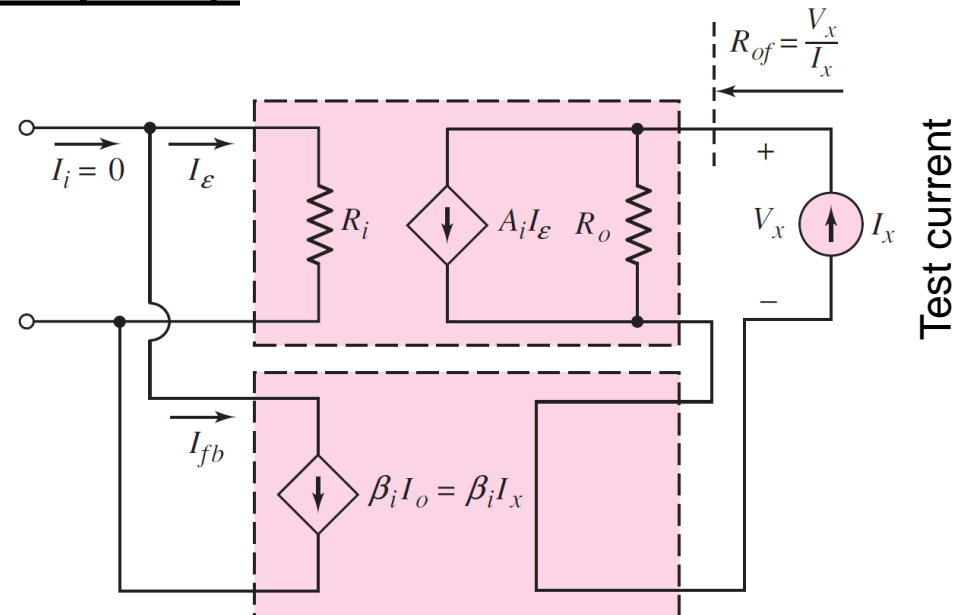 R_of = V_x / I_x
I_i = 0
I_ε
R_i
A_i I_ε
R_o
+
V_x
−
I_x
Test current
I_fb
β_i I_o = β_i I_x